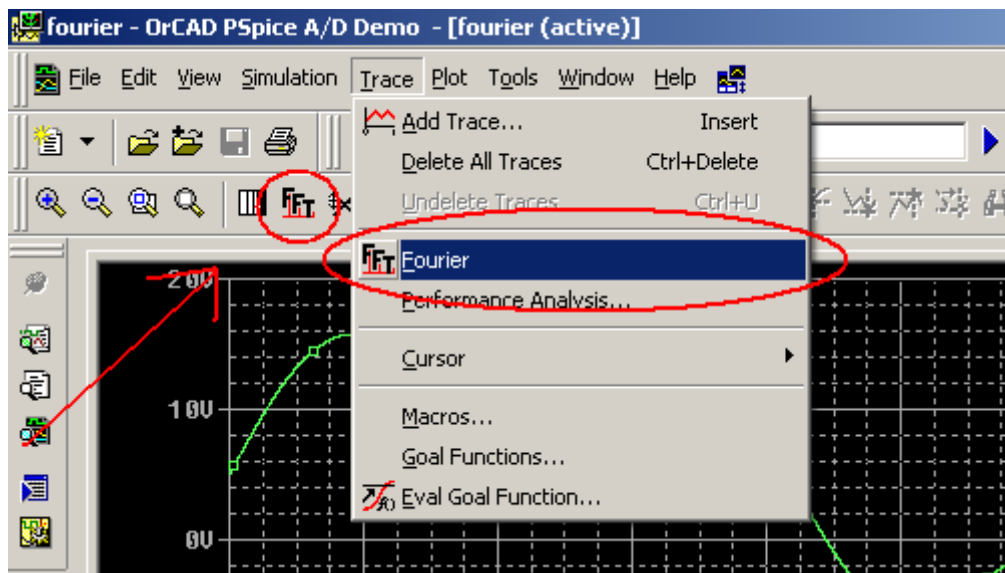 fourier - OrCAD PSpice A/D Demo - [fourier (active)]
File Edit View Simulation Trace Plot Tools Window Help
Add Trace... Insert
Delete All Traces Ctrl+Delete
Undelete Traces Ctrl+U
FFT
FFT Fourier
Performance Analysis...
Cursor
Macros...
Goal Functions...
Eval Goal Function...
20V
10V
0V